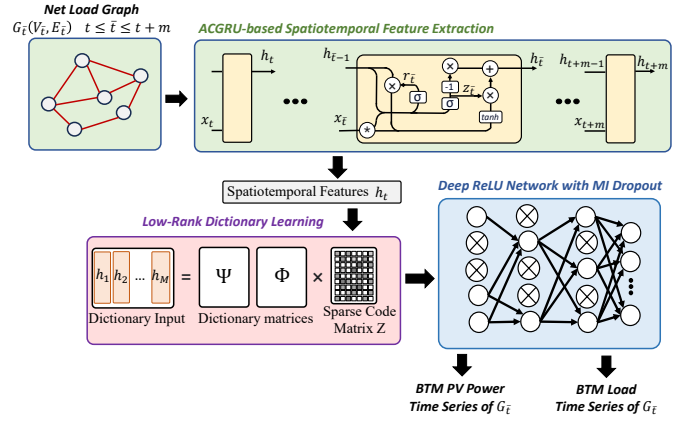 Net Load Graph
G_t̄(V_t̄, E_t̄) t ≤ t̄ ≤ t + m
ACGRU-based Spatiotemporal Feature Extraction
h_t
x_t
h_t̄−1
x_t̄
r_t̄
σ
×
*
×
-1
σ
z_t̄
+
×
tanh
h_t̄
h_t+m−1
x_t+m
h_t+m
Spatiotemporal Features h_t
Low-Rank Dictionary Learning
h_1 h_2 ... h_M = Ψ Φ ×
Dictionary Input
Dictionary matrices
Sparse Code
Matrix Z
Deep ReLU Network with MI Dropout
BTM PV Power
Time Series of G_t̄
BTM Load
Time Series of G_t̄